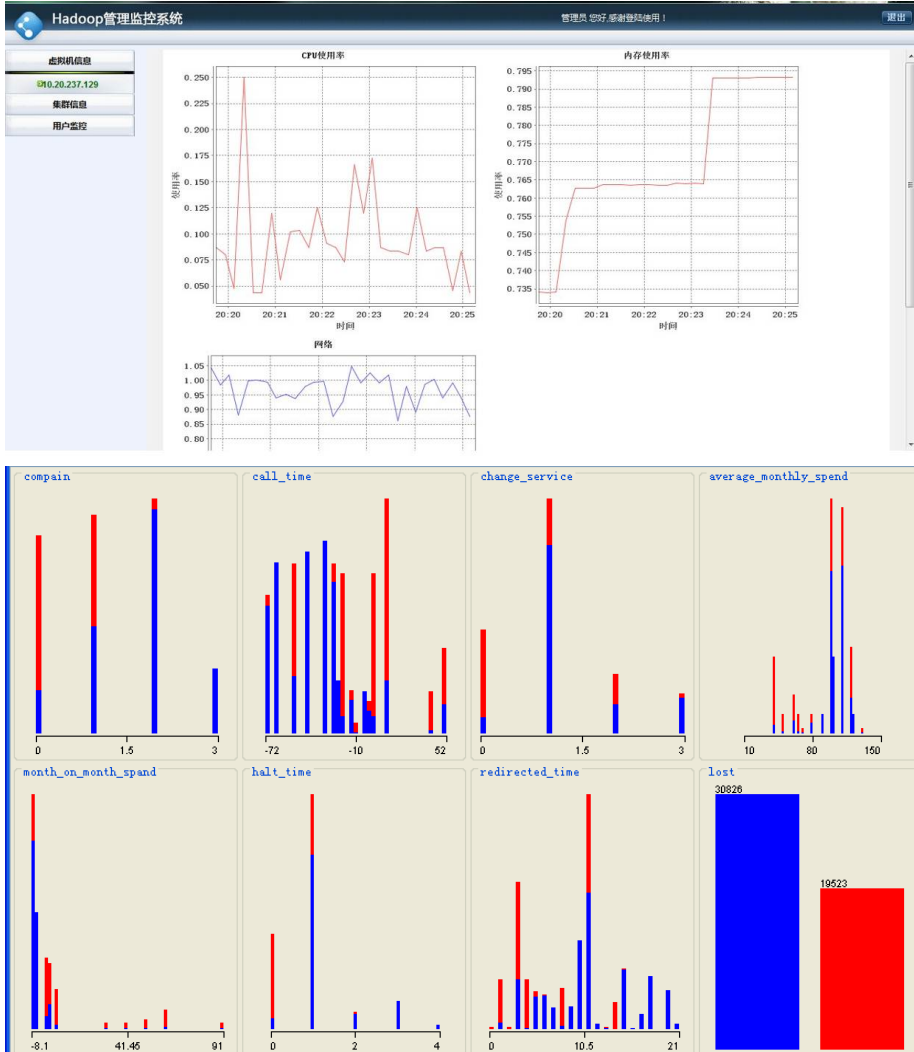 Hadoop管理监控系统
管理员 您好,感谢登陆使用！
退出
虚拟机信息
10.20.237.129
集群信息
用户监控
CPU使用率
0.250
0.225
0.200
0.175
0.150
0.125
0.100
0.075
0.050
使用率
20:20 20:21 20:22 20:23 20:24 20:25
时间
内存使用率
0.795
0.790
0.785
0.780
0.775
0.770
0.765
0.760
0.755
0.750
0.745
0.740
0.735
使用率
20:20 20:21 20:22 20:23 20:24 20:25
时间
网络
1.05
1.00
0.95
0.90
0.85
0.80
compain
0 1.5 3
call_time
-72 -10 52
change_service
0 1.5 3
average_monthly_spend
10 80 150
month_on_month_spand
-8.1 41.45 91
halt_time
0 2 4
redirected_time
0 10.5 21
lost
30826
19523